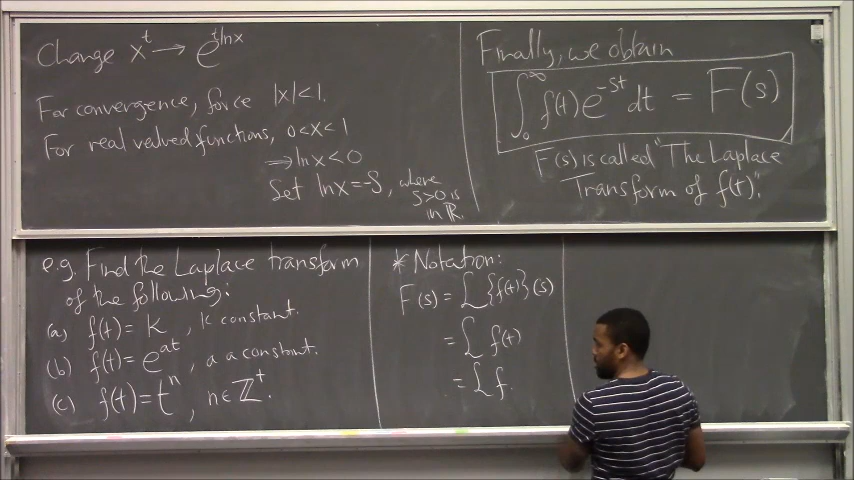 Change x^t → e^{t ln x}
For convergence, force |x|<1.
For real valued functions, 0<x<1
⇒ ln x<0
Set ln x=-s, where
s>0 is
in ℝ.
Finally, we obtain
∫_0^∞ f(t)e^{-st} dt = F(s)
F(s) is called "The Laplace
Transform of f(t)".
e.g. Find the Laplace transform
of the following:
(a) f(t)= k, k constant.
(b) f(t)= e^{at}, a a constant.
(c) f(t)= t^n, n∈ℤ^+.
* Notation:
F(s) = ℒ{f(t)}(s)
= ℒ f(t)
= ℒ f.